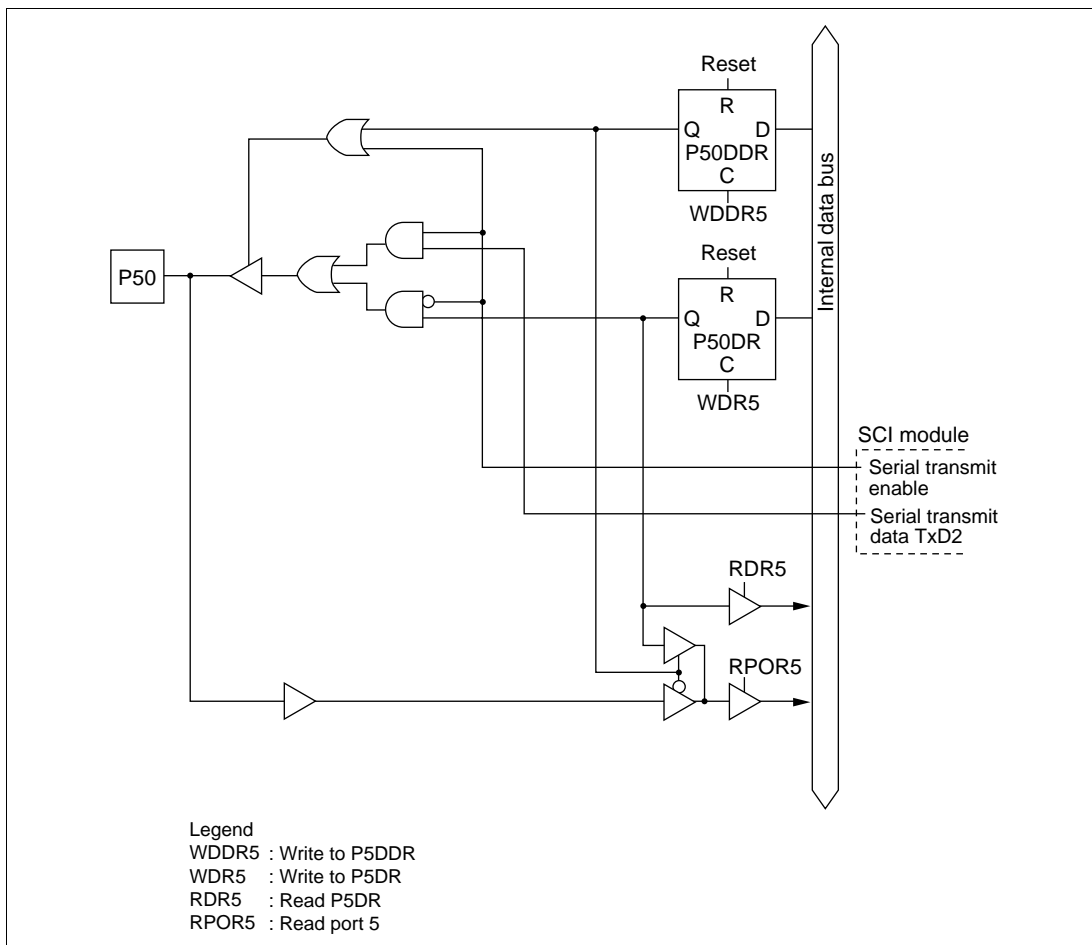 Reset
R
Q D
P50DDR
C
WDDR5
Internal data bus
P50
Reset
R
Q D
P50DR
C
WDR5
SCI module
Serial transmit
enable
Serial transmit
data TxD2
RDR5
RPOR5
Legend
WDDR5 : Write to P5DDR
WDR5 : Write to P5DR
RDR5 : Read P5DR
RPOR5 : Read port 5